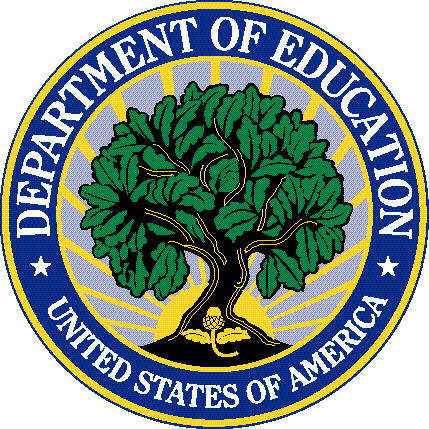 DEPARTMENT OF EDUCATION
UNITED STATES OF AMERICA